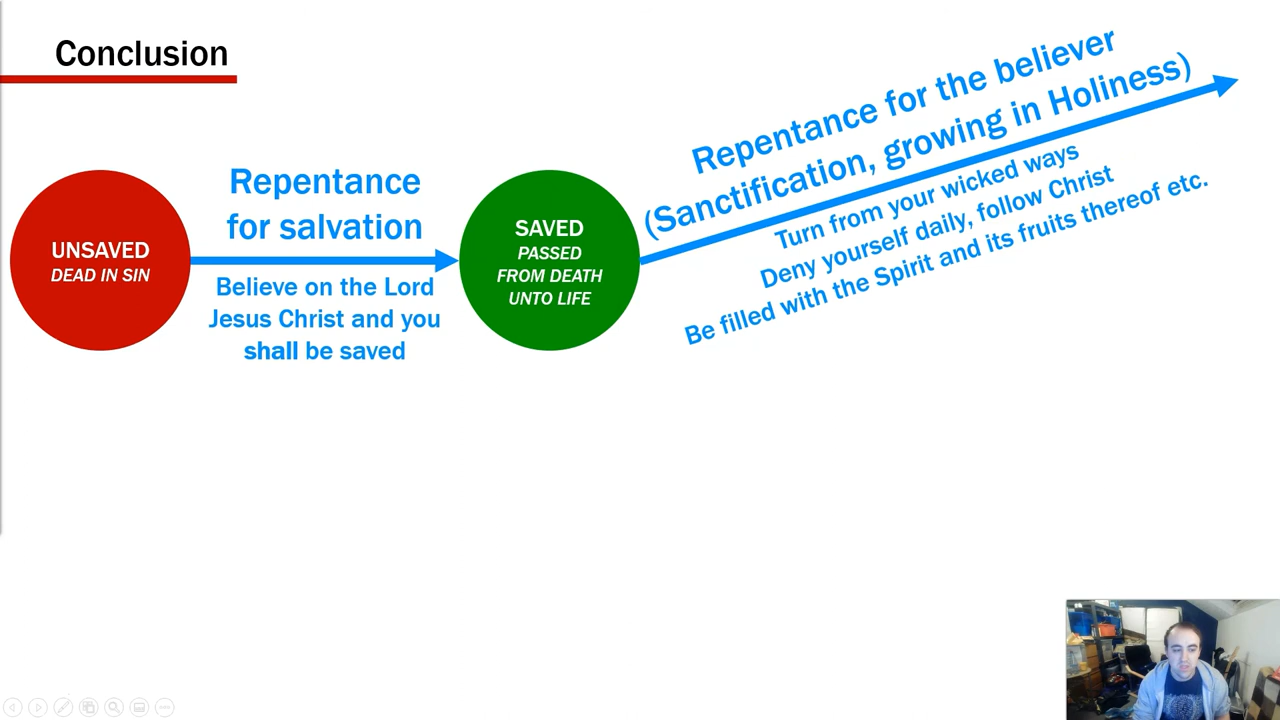 Conclusion
UNSAVED
DEAD IN SIN
Repentance
for salvation
Believe on the Lord
Jesus Christ and you
shall be saved
SAVED
PASSED
FROM DEATH
UNTO LIFE
Repentance for the believer
(Sanctification, growing in Holiness)
Turn from your wicked ways
Deny yourself daily, follow Christ
Be filled with the Spirit and its fruits thereof etc.